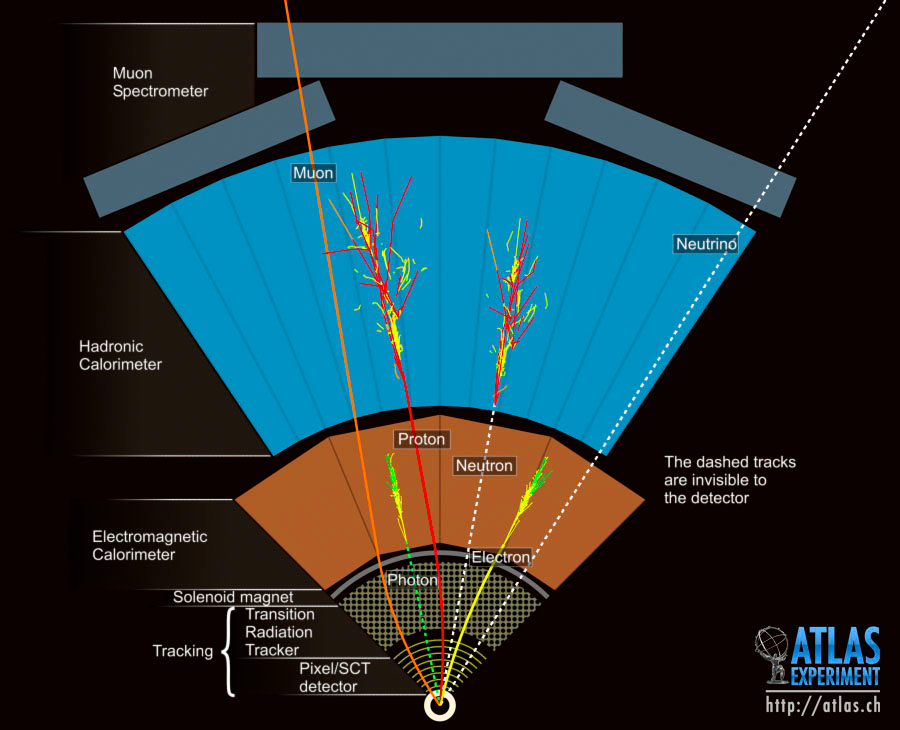 Muon
Spectrometer
Muon
Neutrino
Hadronic
Calorimeter
Proton
Neutron
The dashed tracks
are invisible to
the detector
Electromagnetic
Calorimeter
Electron
Photon
Solenoid magnet
Tracking
Transition
Radiation
Tracker
Pixel/SCT
detector
ATLAS
EXPERIMENT
http://atlas.ch